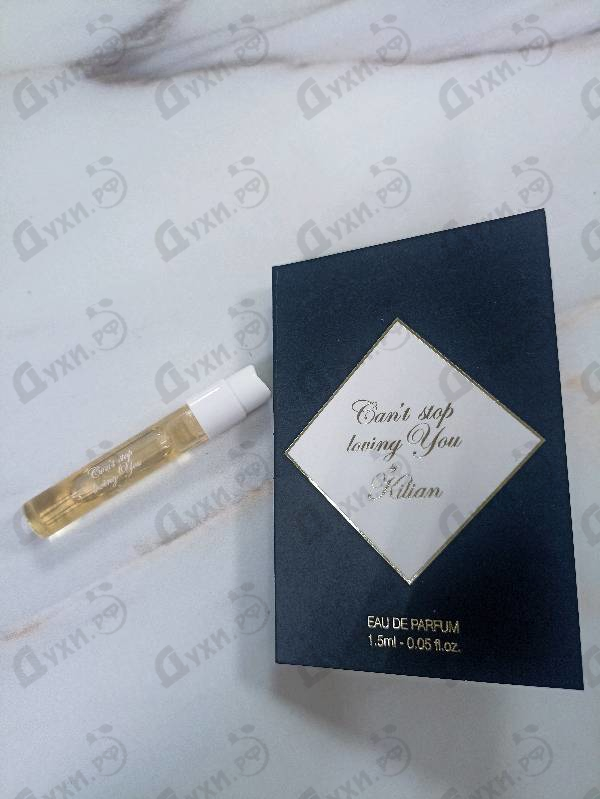 Can't stop
loving You
by
Kilian
EAU DE PARFUM
1.5ml - 0.05 fl.oz.
Can't stop
loving You
Духи.РФ